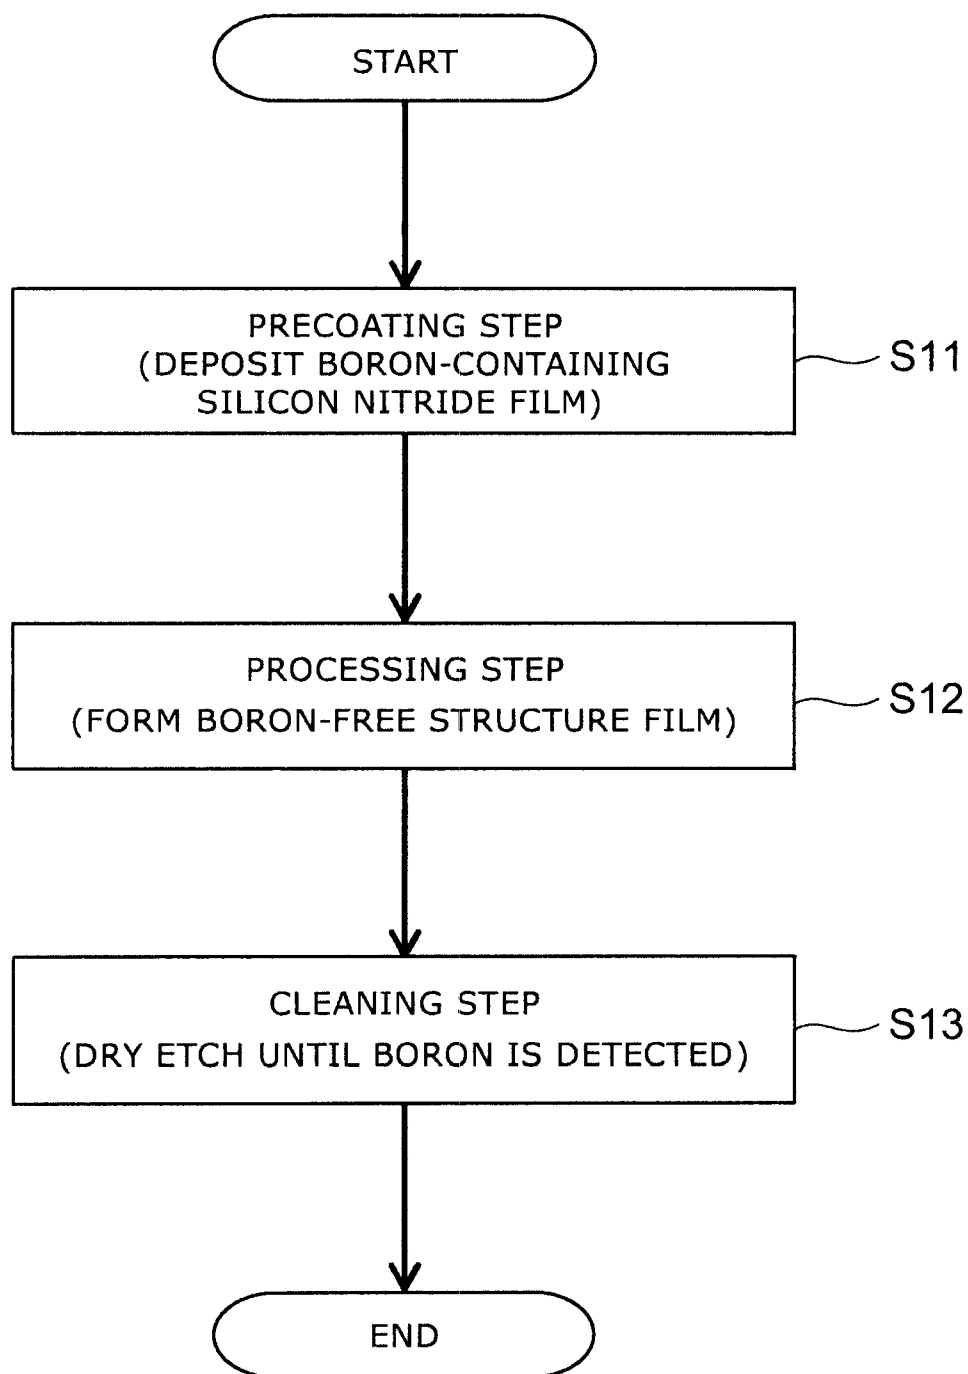 START
PRECOATING STEP
(DEPOSIT BORON-CONTAINING
SILICON NITRIDE FILM)
S11
PROCESSING STEP
(FORM BORON-FREE STRUCTURE FILM)
S12
CLEANING STEP
(DRY ETCH UNTIL BORON IS DETECTED)
S13
END